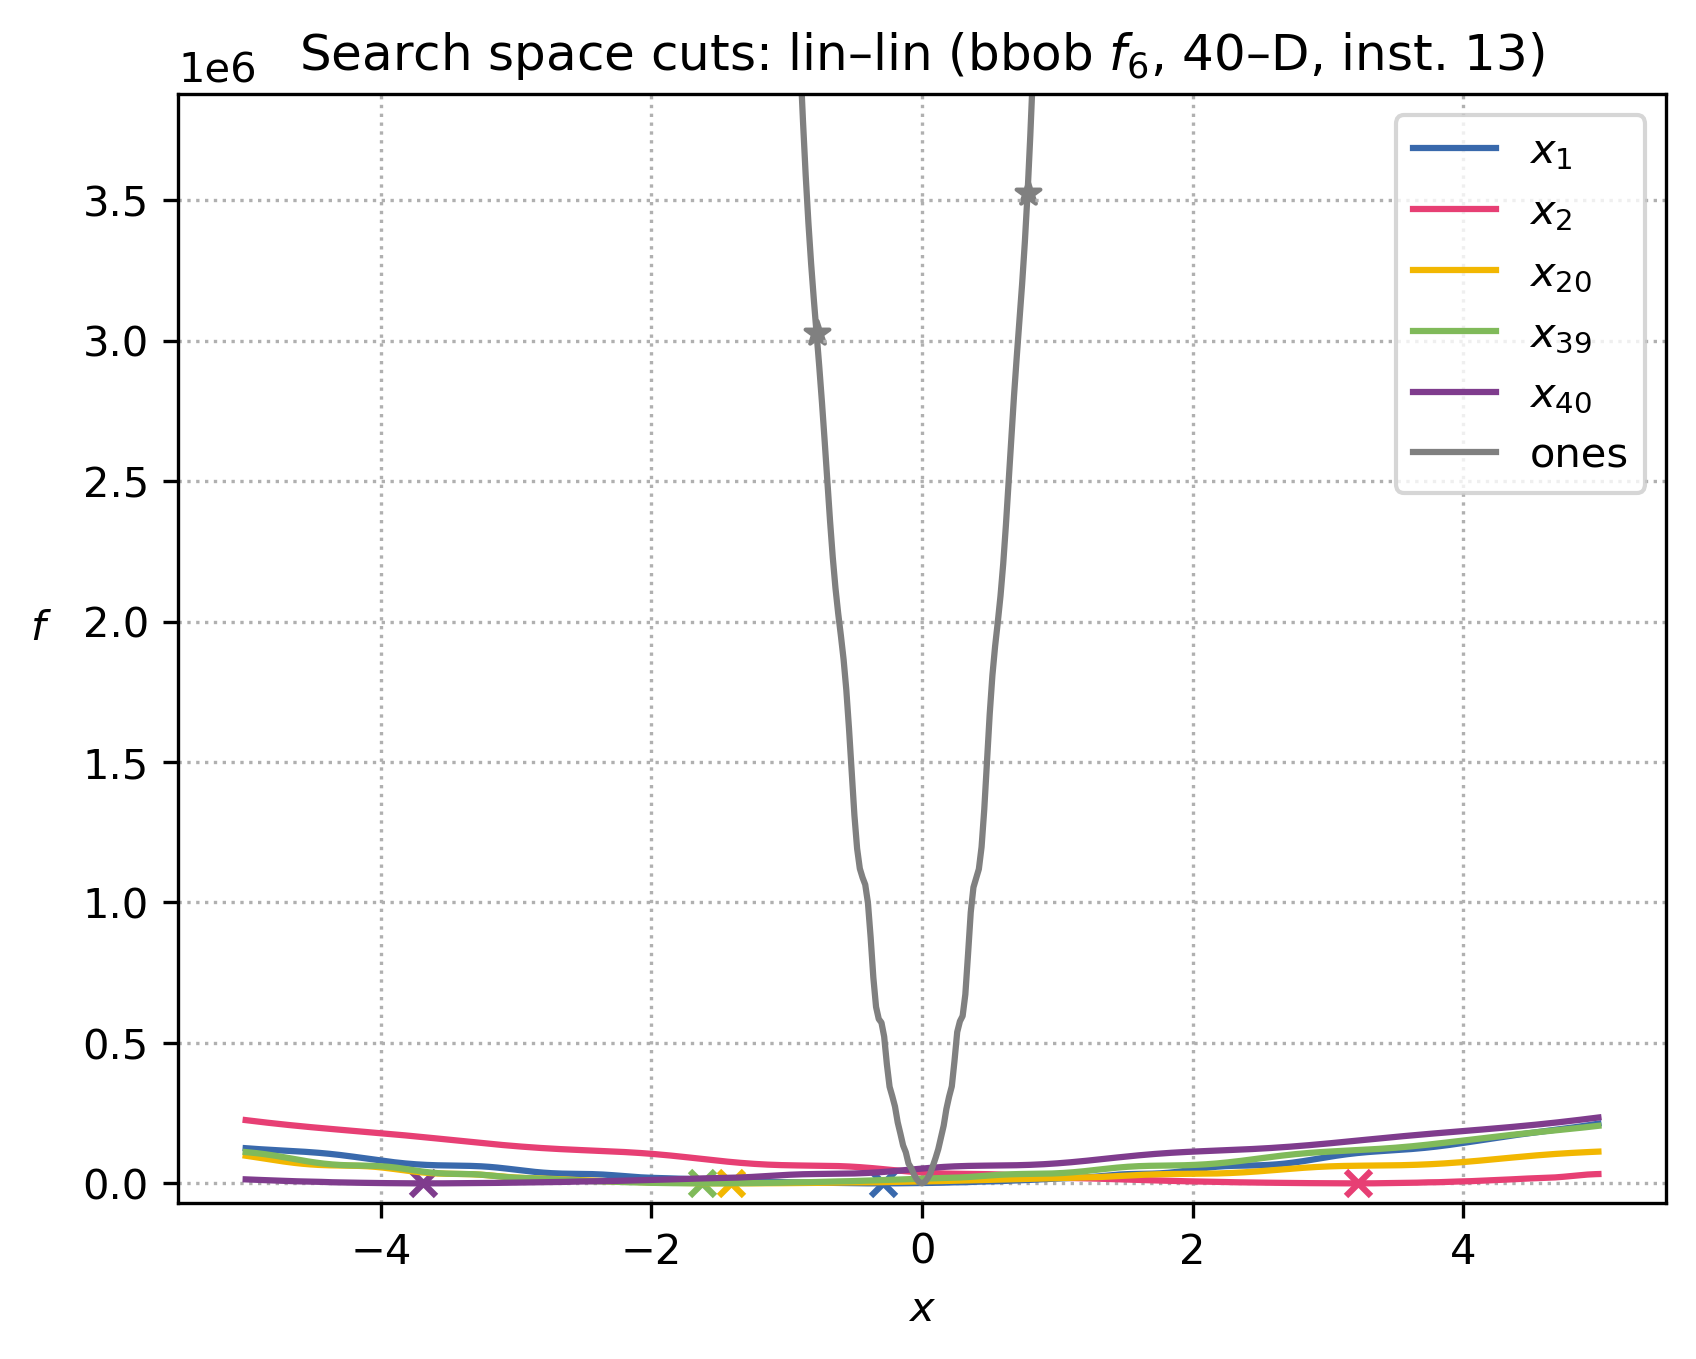 Search space cuts: lin–lin (bbob f6, 40–D, inst. 13)
1e6
3.5
3.0
2.5
2.0
1.5
1.0
0.5
0.0
f
−4
−2
0
2
4
x
x1
x2
x20
x39
x40
ones